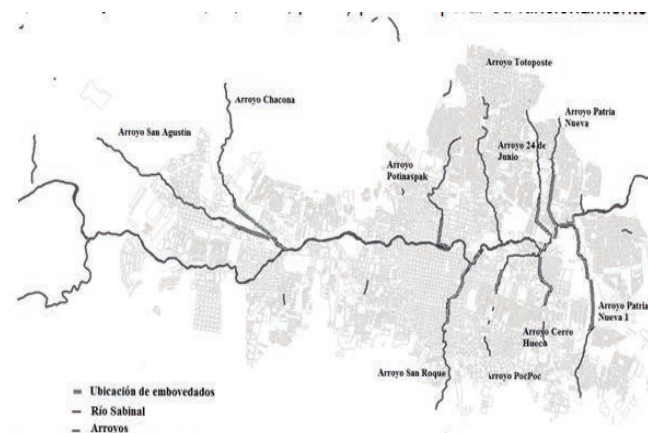 Arroyo Totoposte
Arroyo Chacona
Arroyo Patria
Nueva
Arroyo San Agustín
Arroyo 24 de
Junio
Arroyo
Potinaspak
Arroyo Patria
Nueva 1
Arroyo Cerro
Hueco
Arroyo San Roque
Arroyo PocPoc
Ubicación de embovedados
Río Sabinal
Arroyos